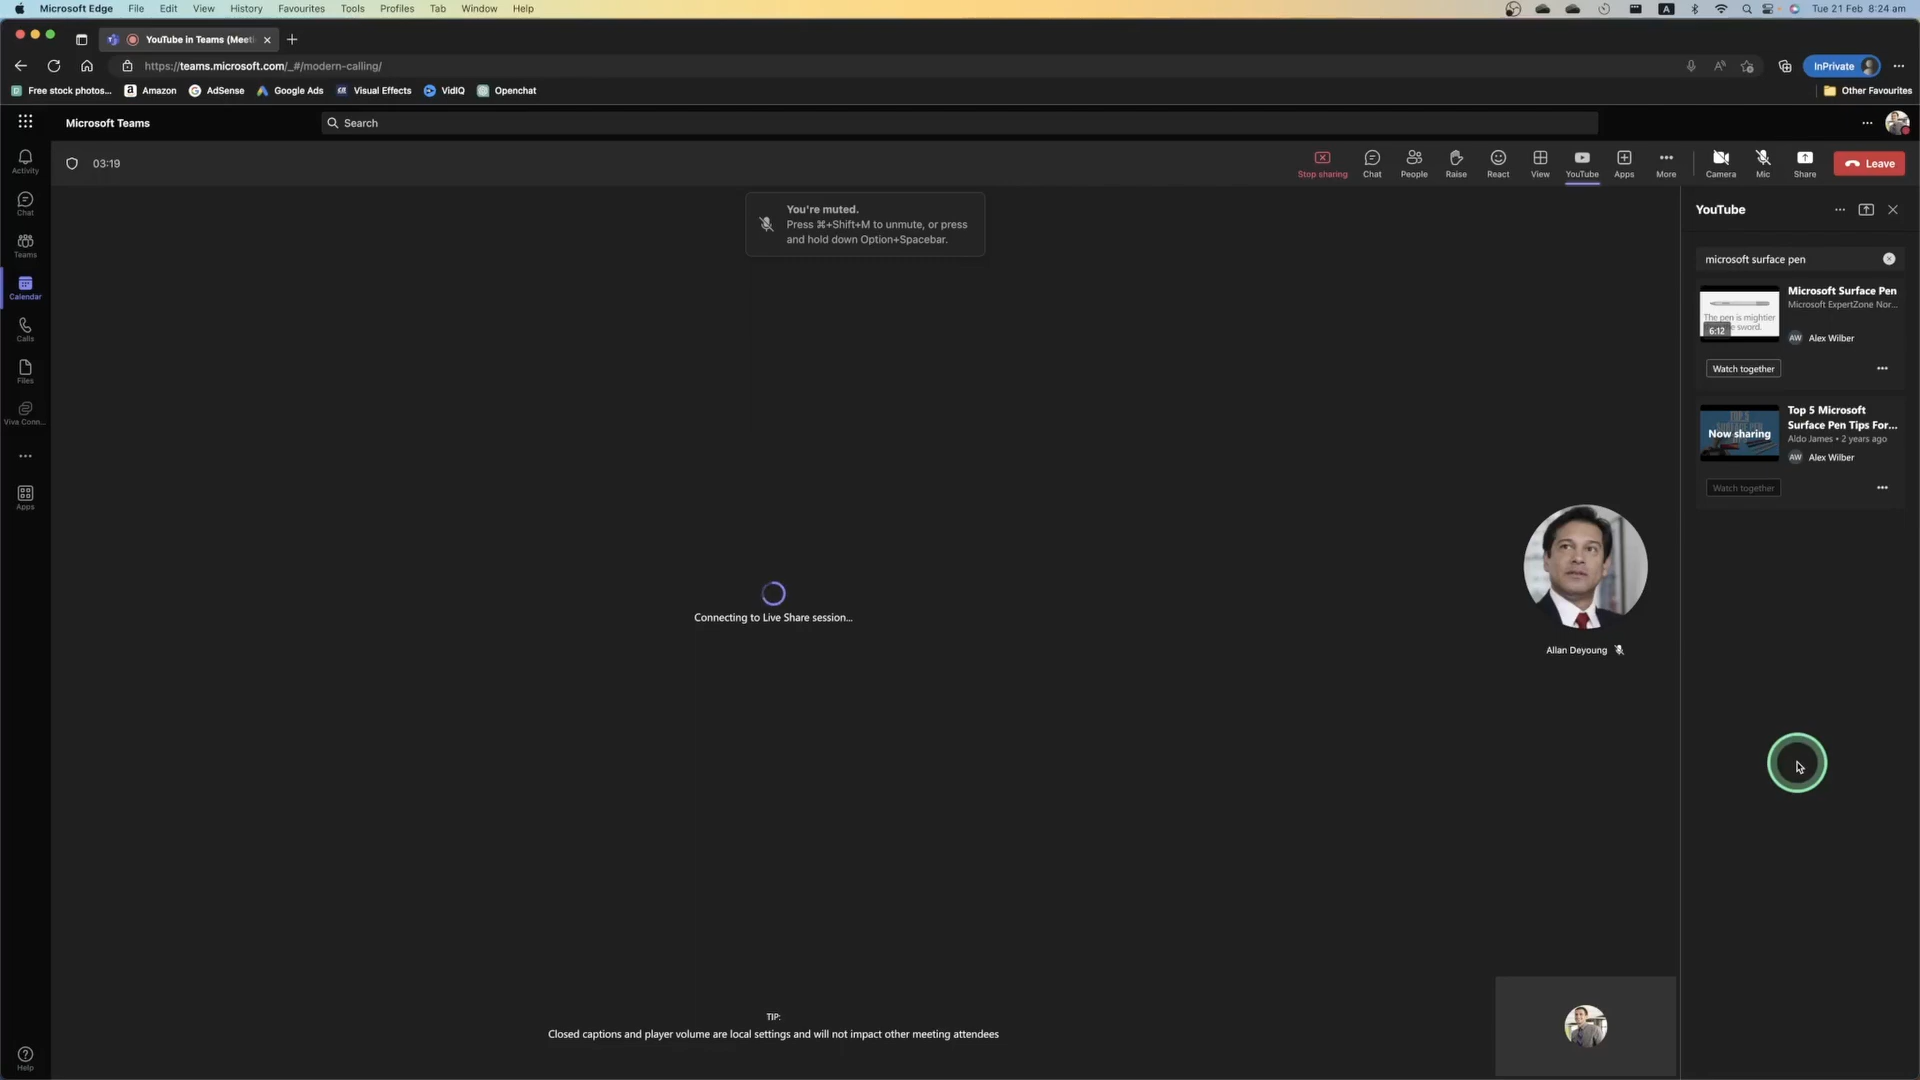 Microsoft Edge File Edit View History Favourites Tools Profiles Tab Window Help
A Tue 21 Feb 8:24 am
YouTube in Teams (Meeti
https://teams.microsoft.com/_#/modern-calling/
InPrivate
Free stock photos... Amazon AdSense Google Ads Visual Effects VidIQ Openchat Other Favourites
Microsoft Teams
Search
03:19
Stop sharing Chat People Raise React View YouTube Apps More Camera Mic Share Leave
Activity
Chat
Teams
Calendar
Calls
Files
Viva Conn...
Apps
Help
You're muted.
Press ⌘+Shift+M to unmute, or press
and hold down Option+Spacebar.
Connecting to Live Share session...
TIP:
Closed captions and player volume are local settings and will not impact other meeting attendees
Allan Deyoung
YouTube
microsoft surface pen
The pen is mightier
sword.
6:12
Microsoft Surface Pen
Microsoft ExpertZone Nor...
AW Alex Wilber
Watch together
Now sharing
Top 5 Microsoft
Surface Pen Tips For...
Aldo James • 2 years ago
AW Alex Wilber
Watch together